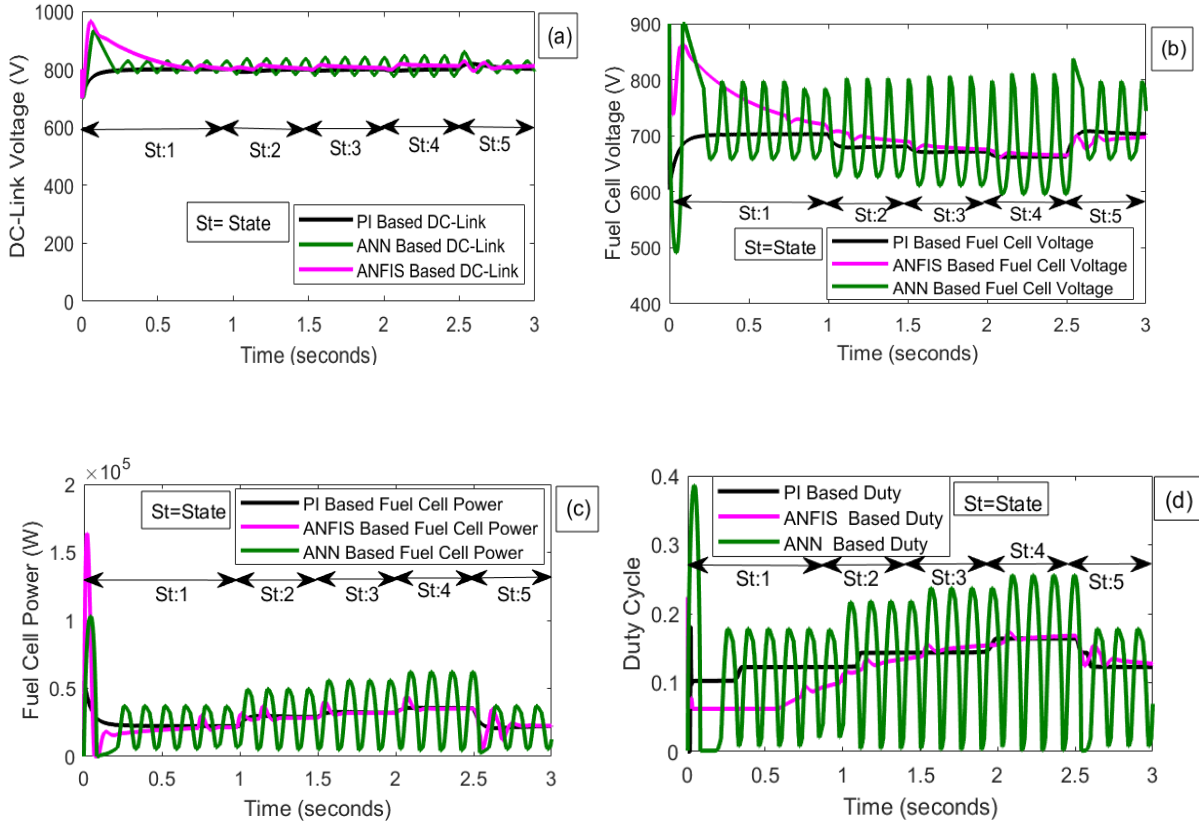 (a)
DC-Link Voltage (V)
1000
800
600
400
200
0
St:1
St:2
St:3
St:4
St:5
St= State
PI Based DC-Link
ANN Based DC-Link
ANFIS Based DC-Link
0
0.5
1
1.5
2
2.5
3
Time (seconds)
(b)
Fuel Cell Voltage (V)
900
800
700
600
500
400
St:1
St:2
St:3
St:4
St:5
St=State
PI Based Fuel Cell Voltage
ANFIS Based Fuel Cell Voltage
ANN Based Fuel Cell Voltage
0
0.5
1
1.5
2
2.5
3
Time (seconds)
(c)
×10^5
Fuel Cell Power (W)
2
1.5
1
0.5
0
St=State
PI Based Fuel Cell Power
ANFIS Based Fuel Cell Power
ANN Based Fuel Cell Power
St:1
St:2
St:3
St:4
St:5
0
0.5
1
1.5
2
2.5
3
Time (seconds)
(d)
Duty Cycle
0.4
0.3
0.2
0.1
0
PI Based Duty
ANFIS Based Duty
ANN Based Duty
St=State
St:1
St:2
St:3
St:4
St:5
0
0.5
1
1.5
2
2.5
3
Time (seconds)